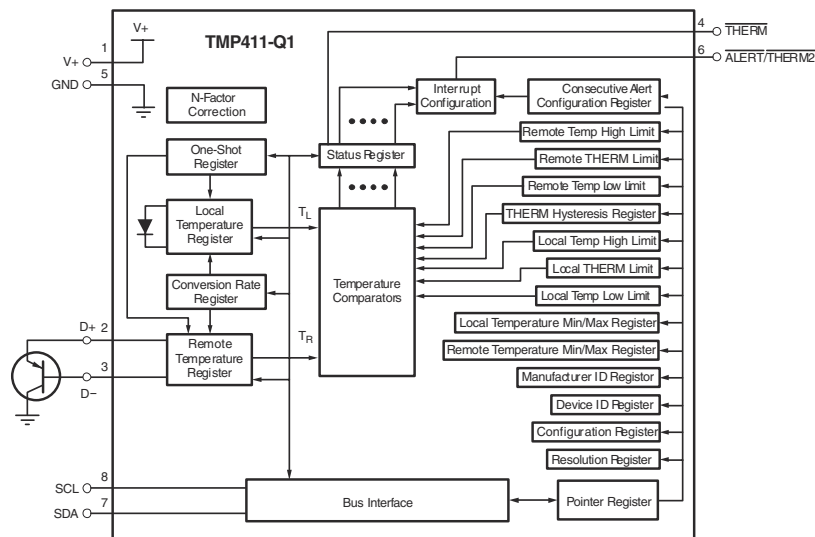 TMP411-Q1
V+
1
V+
5
GND
4
THERM
6
ALERT/THERM2
N-Factor
Correction
Interrupt
Configuration
Consecutive Alert
Configuration Register
One-Shot
Register
Status Register
Remote Temp High Limit
Remote THERM Limit
Remote Temp Low Limit
THERM Hysteresis Register
Local Temp High Limit
Local THERM Limit
Local Temp Low Limit
Local
Temperature
Register
TL
Temperature
Comparators
Conversion Rate
Register
Remote
Temperature
Register
TR
D+
2
3
D−
Local Temperature Min/Max Register
Remote Temperature Min/Max Register
Manufacturer ID Registor
Device ID Register
Configuration Register
Resolution Register
8
SCL
7
SDA
Bus Interface
Pointer Register